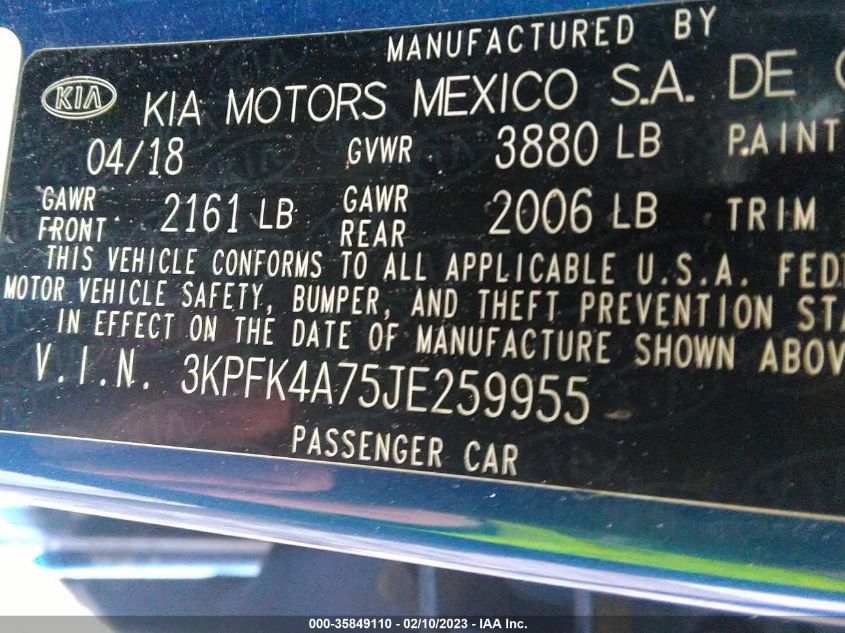 MANUFACTURED BY
KIA KIA MOTORS MEXICO S.A. DE
04/18 GVWR 3880 LB PAINT
GAWR FRONT 2161 LB GAWR REAR 2006 LB TRIM
THIS VEHICLE CONFORMS TO ALL APPLICABLE U.S.A.
MOTOR VEHICLE SAFETY, BUMPER, AND THEFT PREVENTION
IN EFFECT ON THE DATE OF MANUFACTURE SHOWN ABOV
V.I.N. 3KPFK4A75JE259955
PASSENGER CAR
000-35849110 - 02/10/2023 - IAA Inc.